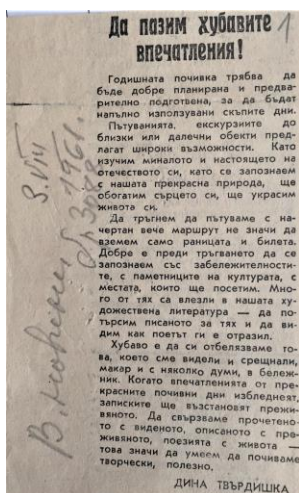 Да пазим хубавите
впечатления!
1
Годишната почивка трябва да
бъде добре планирана и предва-
рително подготвена, за да бъдат
напълно използувани скъпите дни.
Пътуванията, екскурзиите до
близки или далечни обекти пред-
лагат широки възможности. Като
изучим миналото и настоящето на
отечеството си, като се запознаем
с нашата прекрасна природа, ще
обогатим сърцето си, ще украсим
живота си.
Да тръгнем да пътуваме с на-
чертан вече маршрут не значи да
вземем само раницата и билета.
Добре е преди тръгването да се
запознаем със забележителности-
те, с паметниците на културата, с
местата, които ще посетим. Мно-
го от тях са влезли в нашата ху-
дожествена литература — да по-
търсим писаното за тях и да ви-
дим как поетът ги е отразил.
Хубаво е да си отбелязваме то-
ва, което сме видели и срещнали,
макар и с няколко думи, в бележ-
ник. Когато впечатленията от пре-
красните почивни дни избледнеят,
записките ще възстановят прежи-
вяното. Да свързваме прочетено-
то с виденото, описаното с пре-
живяното, поезията с живота —
това значи да умеем да почиваме
творчески, полезно.
ДИНА ТВЪРДИШКА
3.VIII